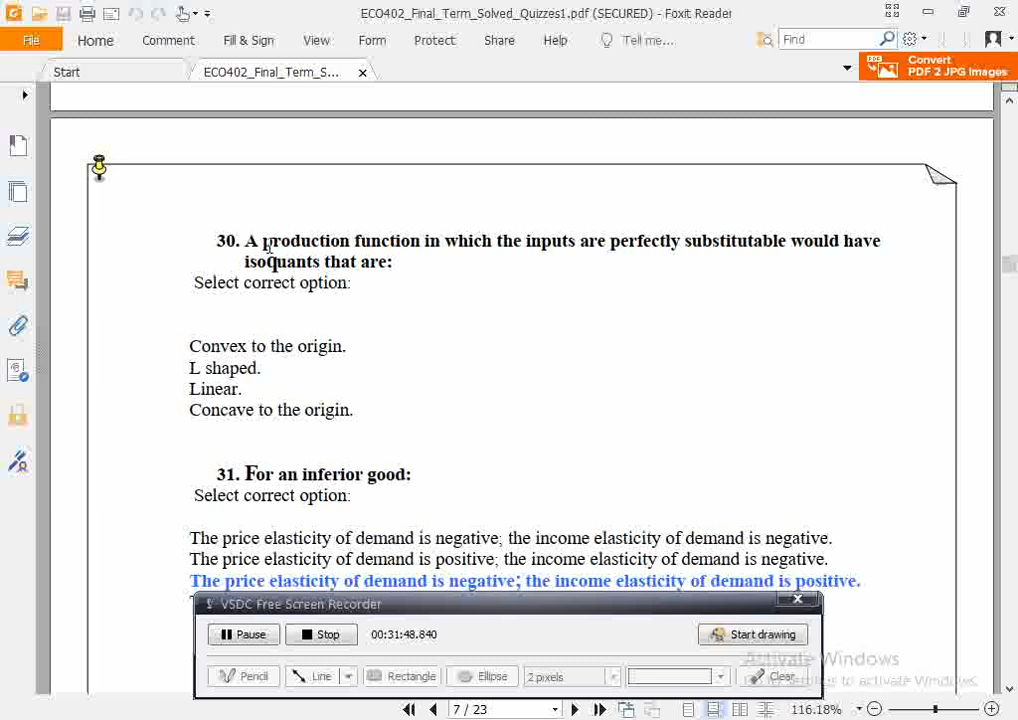 ECO402_Final_Term_Solved_Quizzes1.pdf (SECURED) - Foxit Reader
File Home Comment Fill & Sign View Form Protect Share Help Tell me... Find
Start ECO402_Final_Term_S... Convert
PDF 2 JPG Images
30. A production function in which the inputs are perfectly substitutable would have
isoquants that are:
Select correct option:
Convex to the origin.
L shaped.
Linear.
Concave to the origin.
31. For an inferior good:
Select correct option:
The price elasticity of demand is negative; the income elasticity of demand is negative.
The price elasticity of demand is positive; the income elasticity of demand is negative.
The price elasticity of demand is negative; the income elasticity of demand is positive.
VSDC Free Screen Recorder
Pause Stop 00:31:48.840 Start drawing
Activate Windows
Pencil Line Rectangle Ellipse 2 pixels Clear
to activate Windows.
7 / 23 116.18%